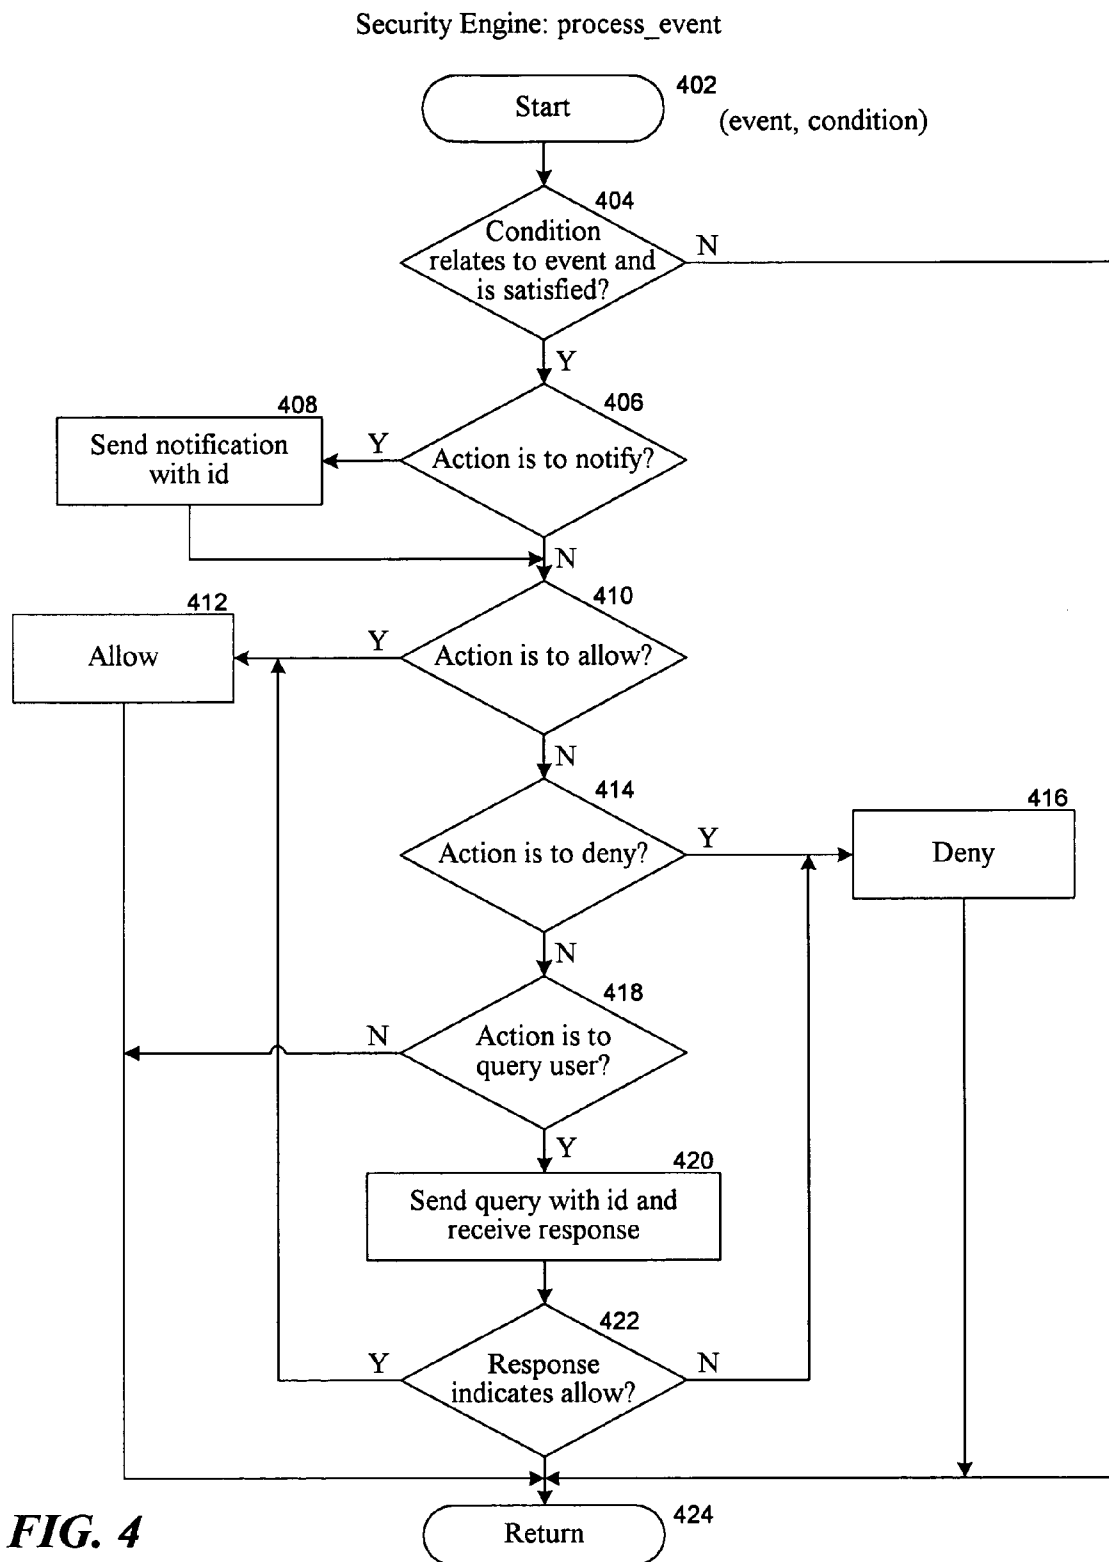 Security Engine: process_event
402
Start
(event, condition)
404
Condition
relates to event and
is satisfied?
N
Y
406
408
Send notification
with id
Y
Action is to notify?
N
410
412
Allow
Y
Action is to allow?
N
414
416
Action is to deny?
Y
Deny
N
418
N
Action is to
query user?
Y
420
Send query with id and
receive response
422
Y
Response
indicates allow?
N
424
Return
FIG. 4